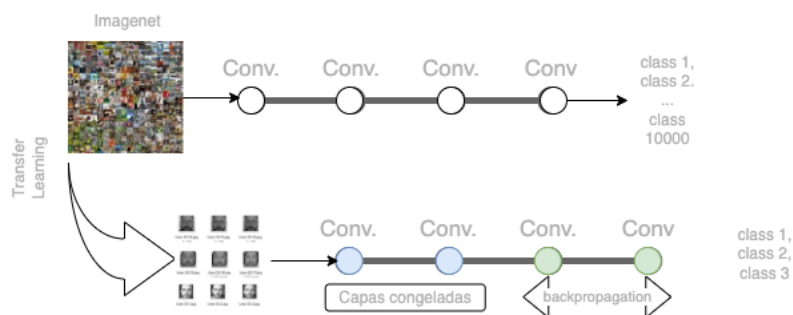 Imagenet
Conv.
Conv.
Conv.
Conv
class 1,
class 2.
...
class
10000
Transfer
Learning
Conv.
Conv.
Conv.
Conv
class 1,
class 2,
class 3
Capas congeladas
backpropagation